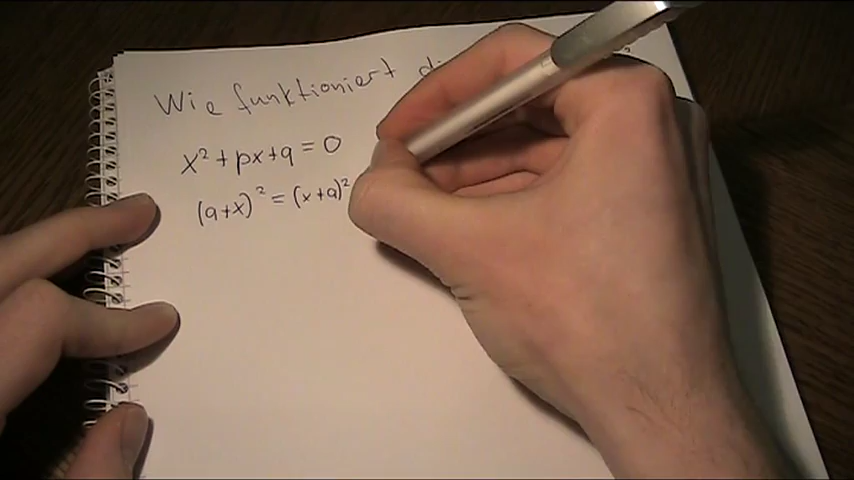 Wie funktioniert
x² + px + q = 0
(a+x)² = (x+a)²